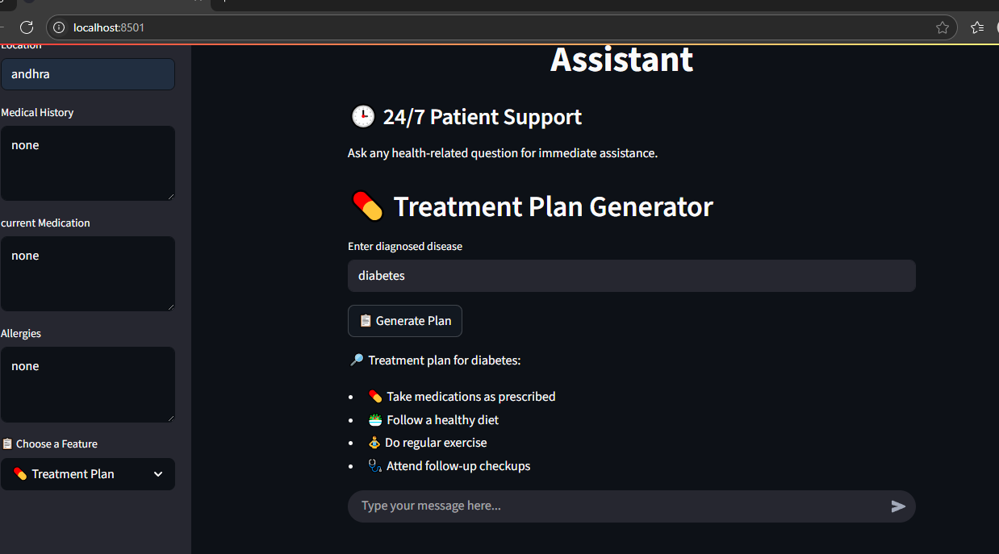 localhost:8501
Location
andhra
Medical History
none
current Medication
none
Allergies
none
📋 Choose a Feature
💊 Treatment Plan
Assistant
🕒 24/7 Patient Support
Ask any health-related question for immediate assistance.
💊 Treatment Plan Generator
Enter diagnosed disease
diabetes
📋 Generate Plan
🔎 Treatment plan for diabetes:
• 💊 Take medications as prescribed
• 🥗 Follow a healthy diet
• 🧘 Do regular exercise
• 🩺 Attend follow-up checkups
Type your message here...